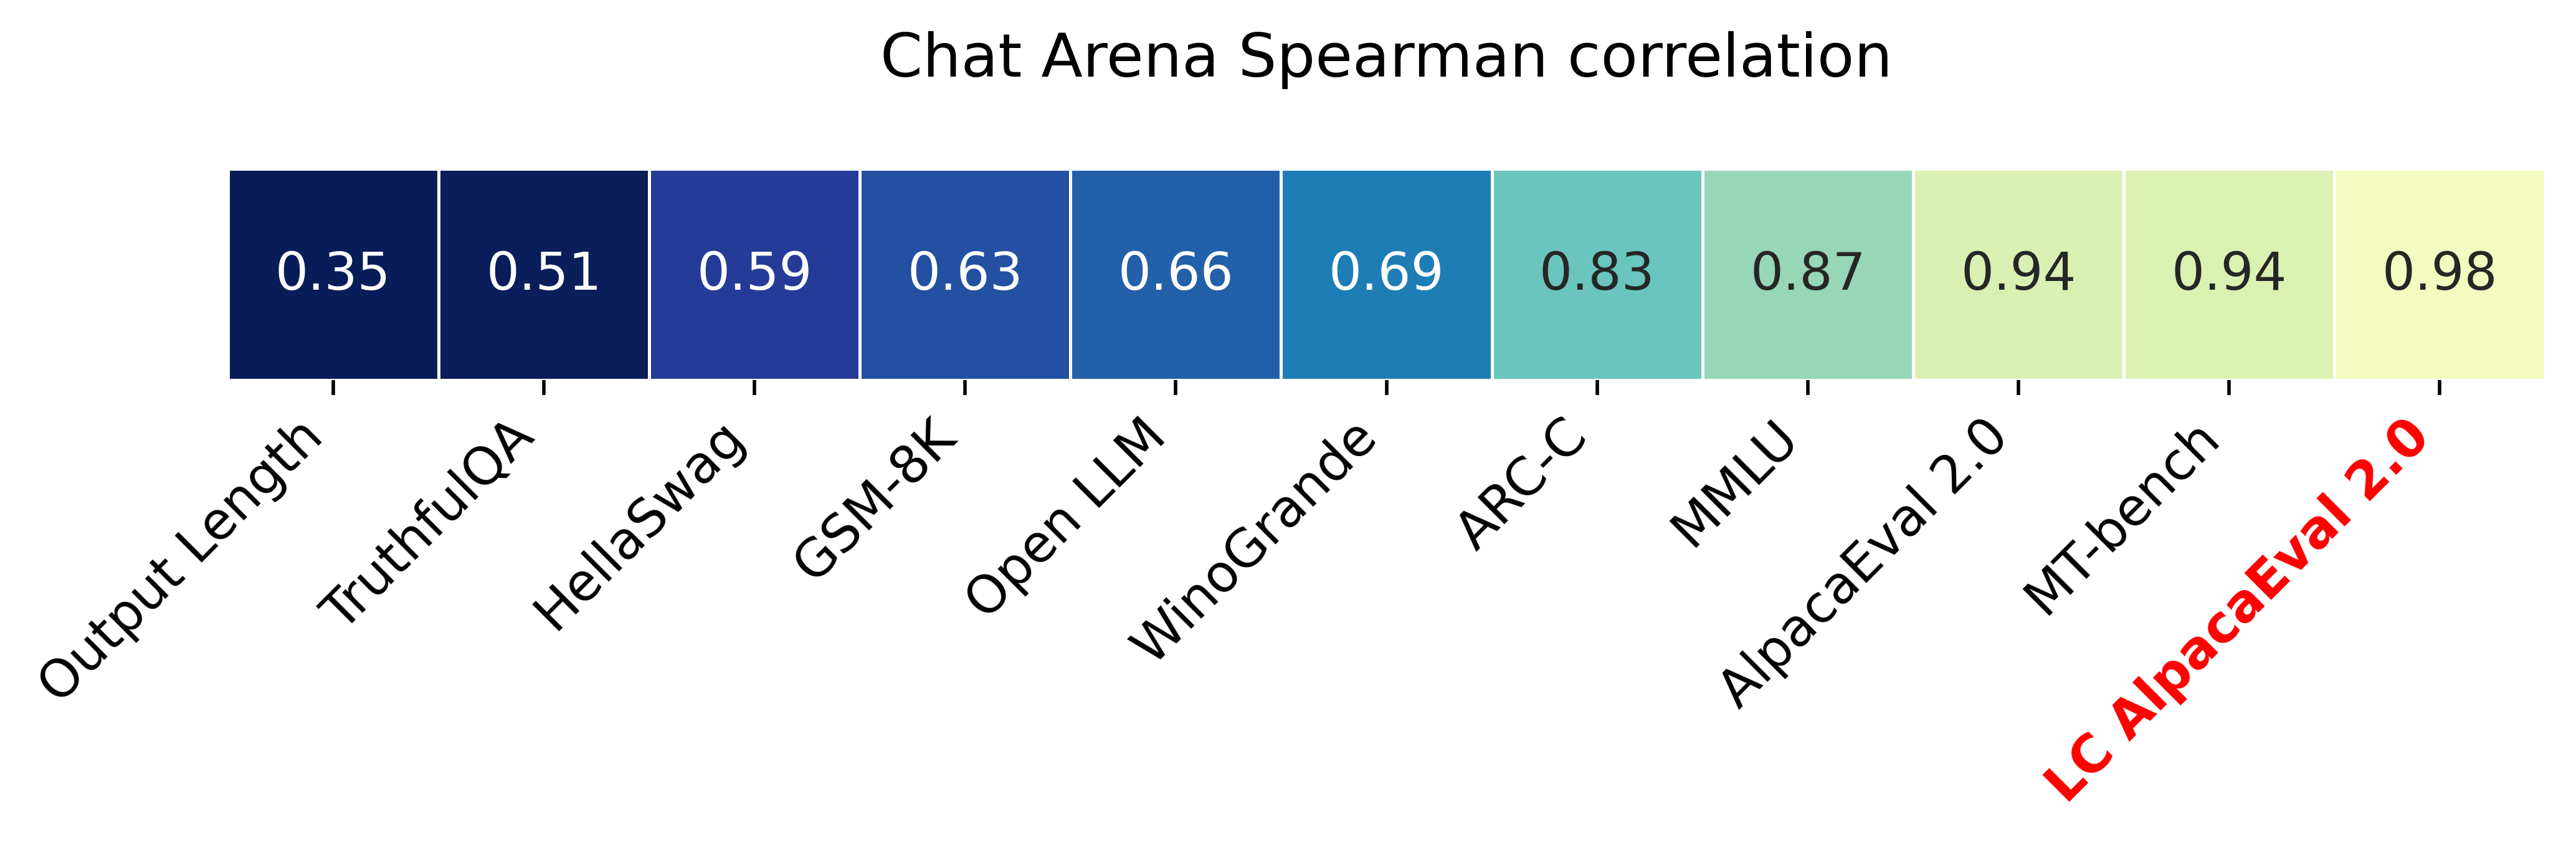 Chat Arena Spearman correlation
0.35 0.51 0.59 0.63 0.66 0.69 0.83 0.87 0.94 0.94 0.98
Output Length
TruthfulQA
HellaSwag
GSM-8K
Open LLM
WinoGrande
ARC-C
MMLU
AlpacaEval 2.0
MT-bench
LC AlpacaEval 2.0